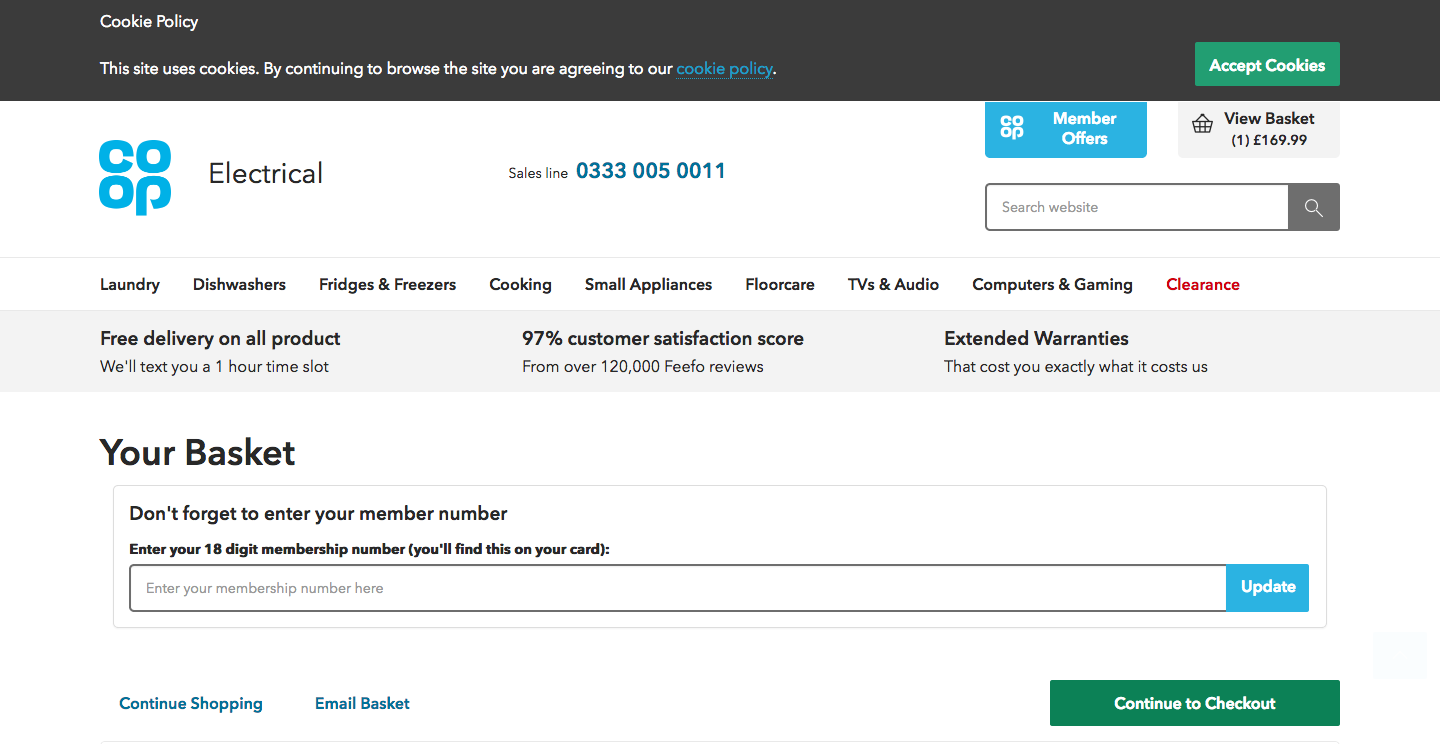 Cookie Policy
This site uses cookies. By continuing to browse the site you are agreeing to our cookie policy.
Accept Cookies
co
op
Electrical
Sales line 0333 005 0011
co
op
Member
Offers
View Basket
(1) £169.99
Search website
Laundry
Dishwashers
Fridges & Freezers
Cooking
Small Appliances
Floorcare
TVs & Audio
Computers & Gaming
Clearance
Free delivery on all product
We'll text you a 1 hour time slot
97% customer satisfaction score
From over 120,000 Feefo reviews
Extended Warranties
That cost you exactly what it costs us
Your Basket
Don't forget to enter your member number
Enter your 18 digit membership number (you'll find this on your card):
Enter your membership number here
Update
Continue Shopping
Email Basket
Continue to Checkout